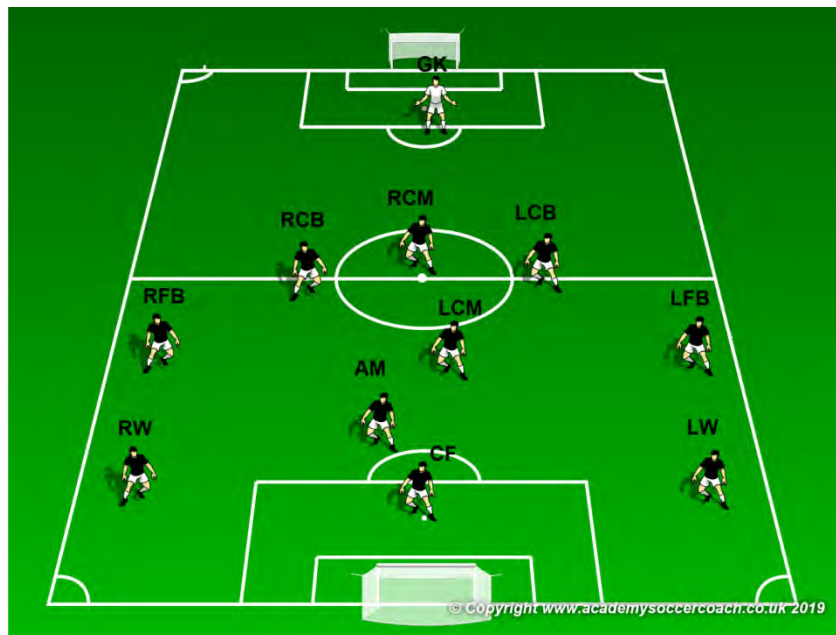 GK
RCM
LCB
RCB
RFB
LFB
LCM
AM
RW
LW
CF
© Copyright www.academysoccercoach.co.uk 2019